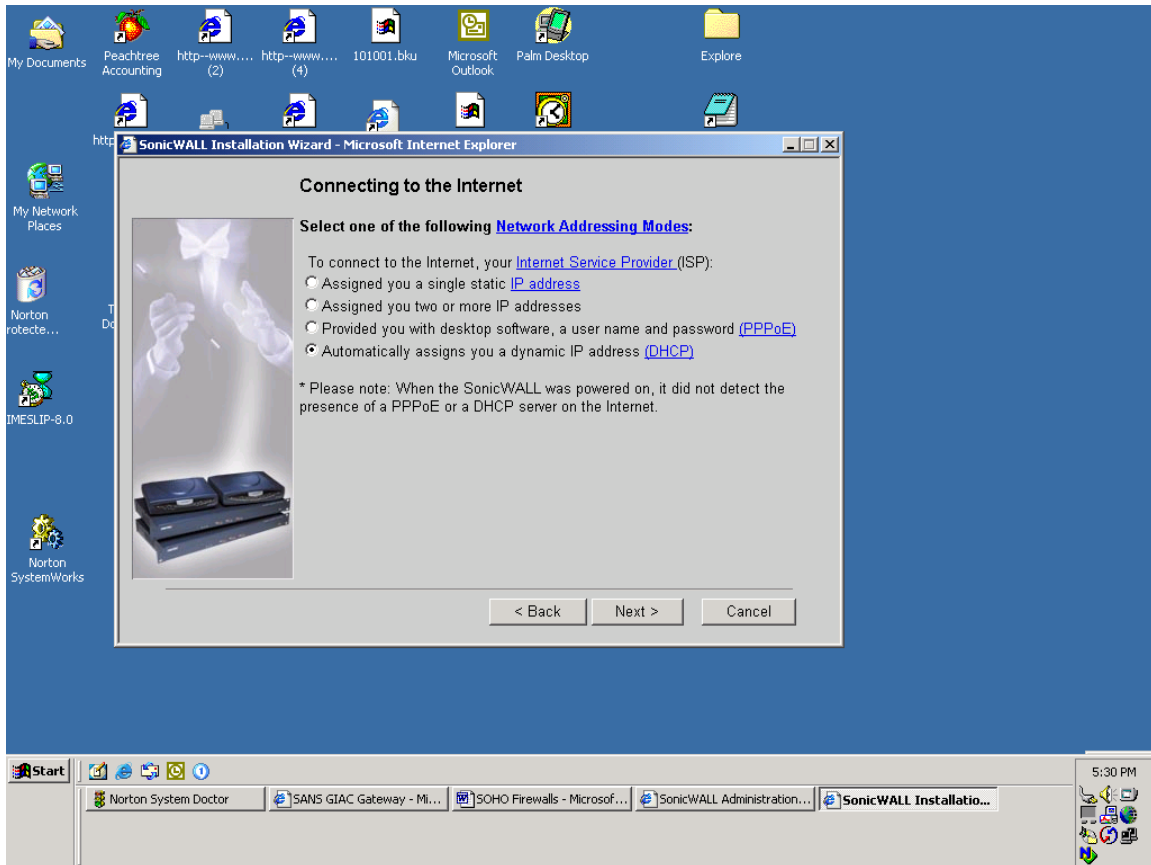 My Documents
Peachtree
Accounting
http--www....
(2)
http--www....
(4)
101001.bku
Microsoft
Outlook
Palm Desktop
Explore
http
My Network
Places
Norton
rotecte...
T
Do
IMESLIP-8.0
Norton
SystemWorks
SonicWALL Installation Wizard - Microsoft Internet Explorer
Connecting to the Internet
Select one of the following Network Addressing Modes:
To connect to the Internet, your Internet Service Provider (ISP):
Assigned you a single static IP address
Assigned you two or more IP addresses
Provided you with desktop software, a user name and password (PPPoE)
Automatically assigns you a dynamic IP address (DHCP)
* Please note: When the SonicWALL was powered on, it did not detect the
presence of a PPPoE or a DHCP server on the Internet.
< Back
Next >
Cancel
Start
5:30 PM
Norton System Doctor
SANS GIAC Gateway - Mi...
SOHO Firewalls - Microsof...
SonicWALL Administration...
SonicWALL Installatio...